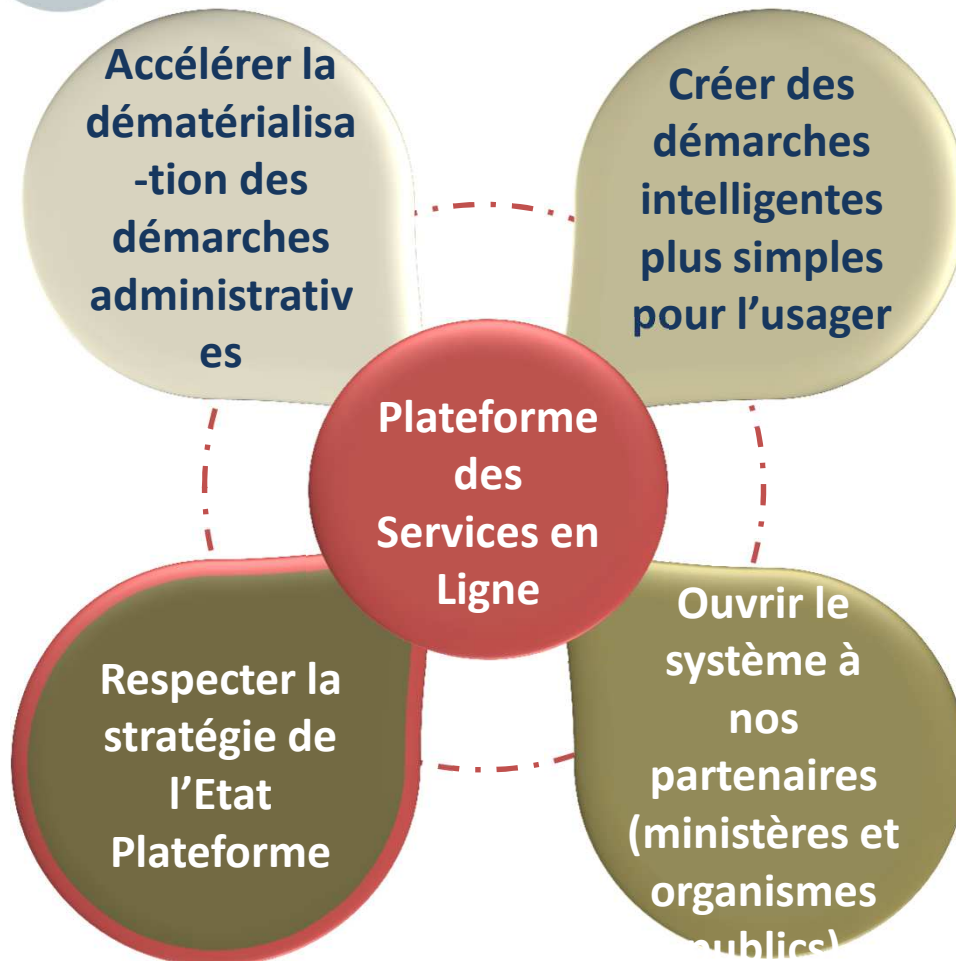 Accélérer la
dématérialisa
-tion des
démarches
administrativ
es
Créer des
démarches
intelligentes
plus simples
pour l’usager
Plateforme
des
Services en
Ligne
Respecter la
stratégie de
l’Etat
Plateforme
Ouvrir le
système à
nos
partenaires
(ministères et
organismes
publics)